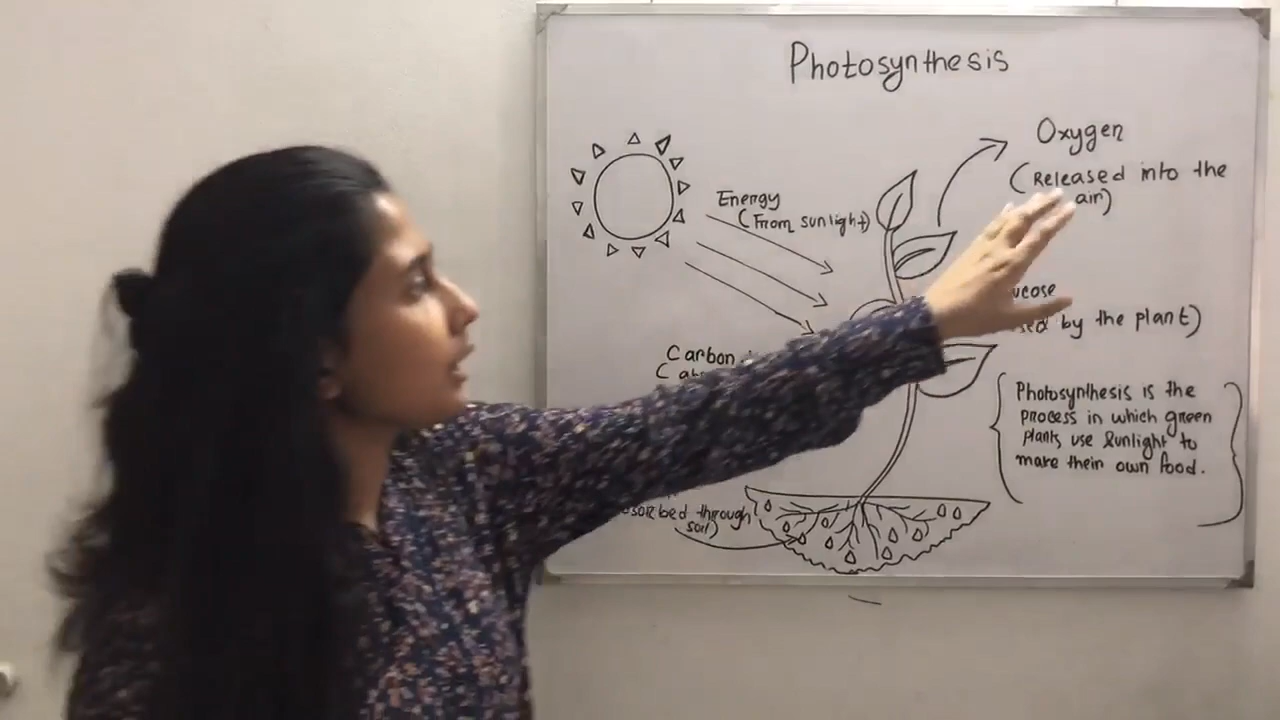 Photosynthesis
Oxygen
(Released into the
air)
Energy
(From sunlight)
by the plant)
Carbon
Photosynthesis is the
process in which green
plants use sunlight to
make their own food.
through
soil)